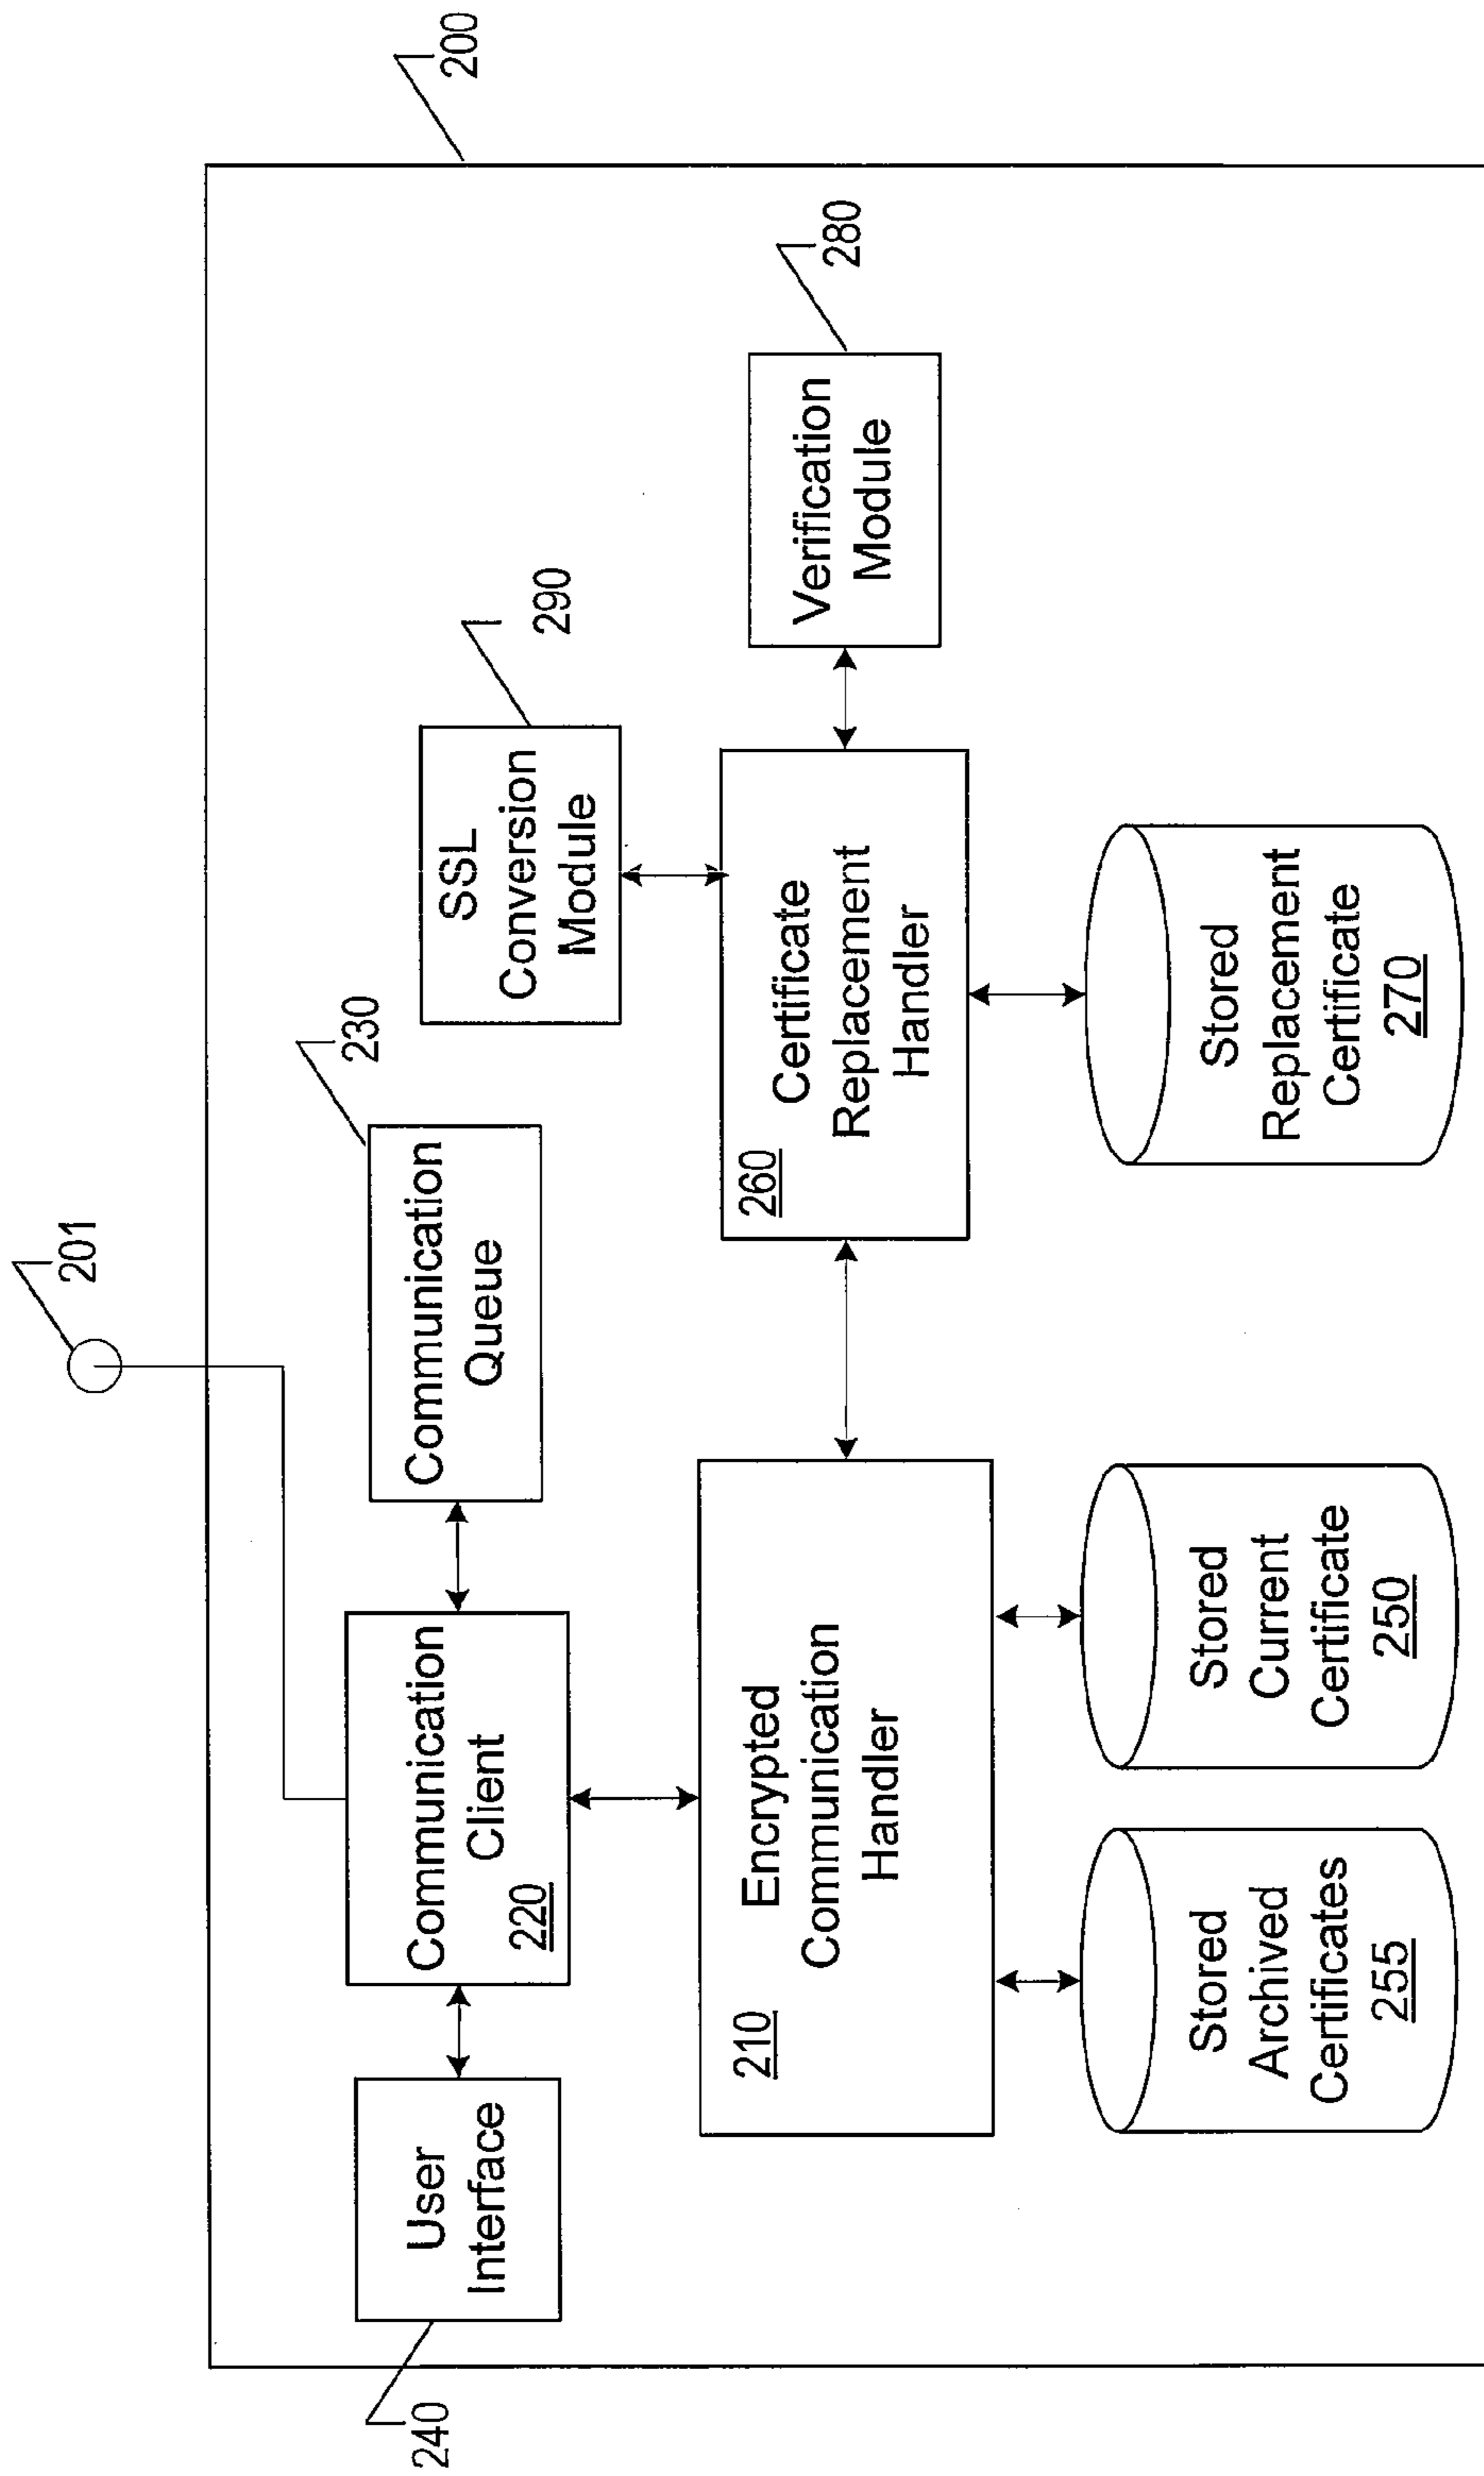 201
200
User
Interface
240
Communication
Client
220
Communication
Queue
230
SSL
Conversion
Module
290
210
Encrypted
Communication
Handler
260
Certificate
Replacement
Handler
Verification
Module
280
Stored
Archived
Certificates
255
Stored
Current
Certificate
250
Stored
Replacement
Certificate
270